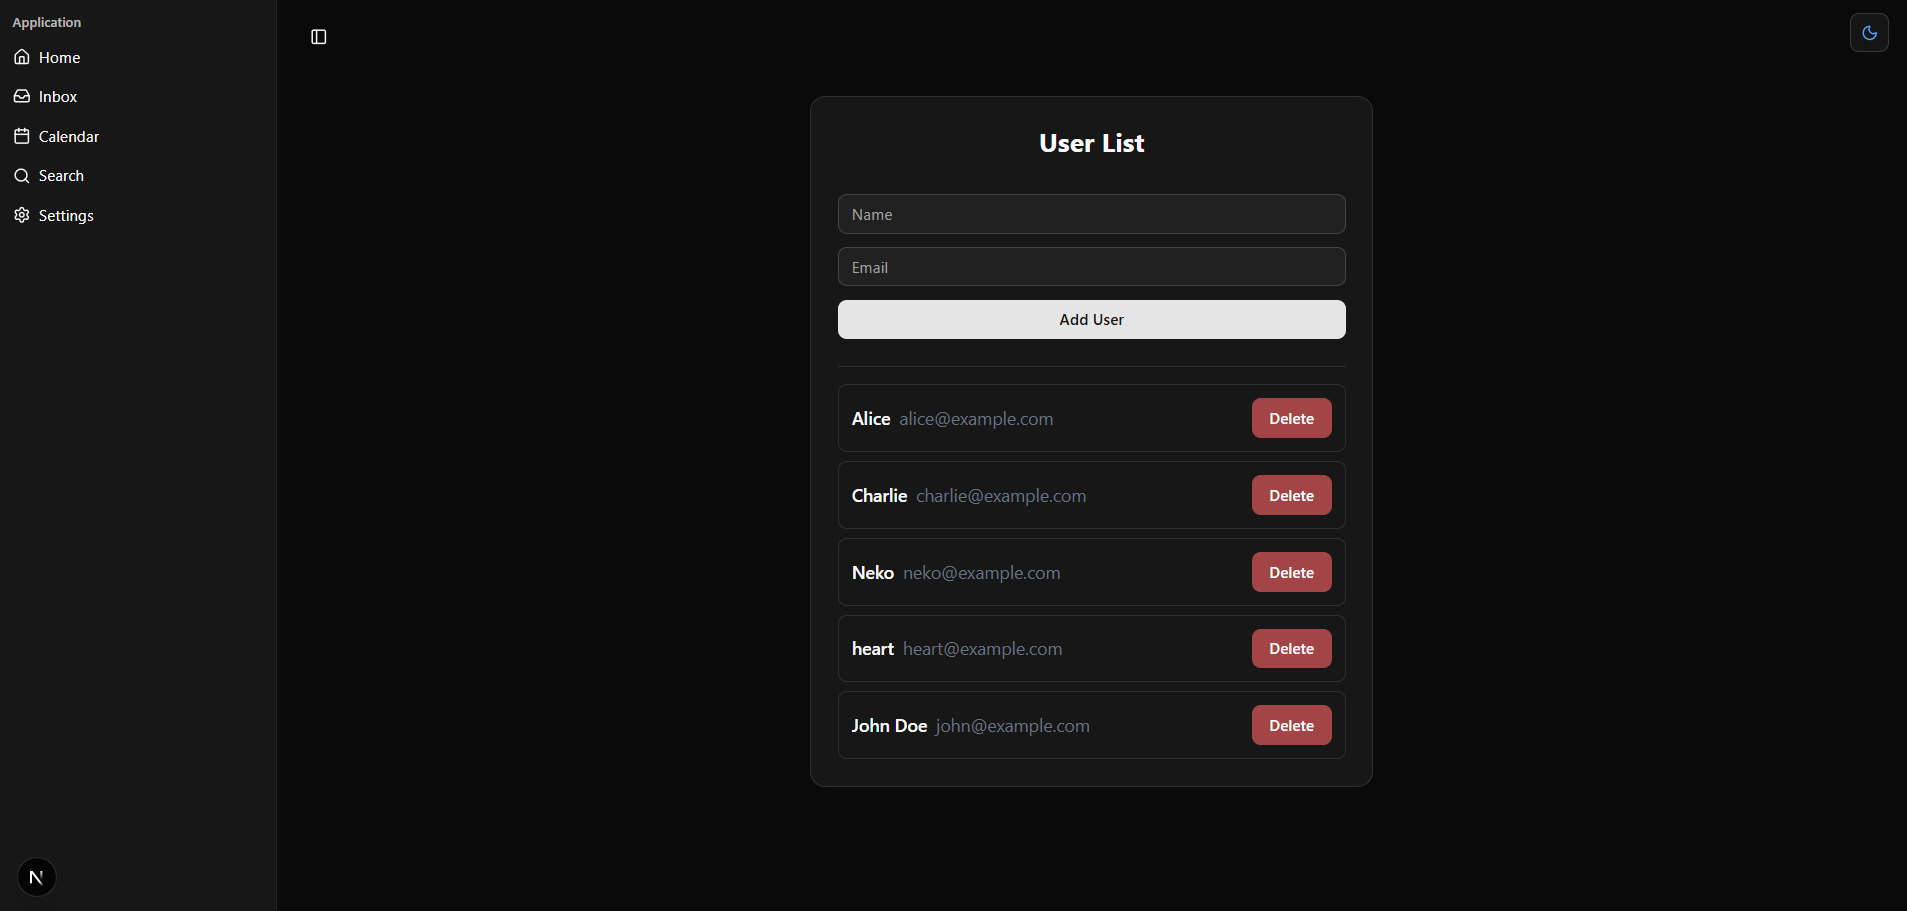 Application
Home
Inbox
Calendar
Search
Settings
User List
Name
Email
Add User
Alice alice@example.com Delete
Charlie charlie@example.com Delete
Neko neko@example.com Delete
heart heart@example.com Delete
John Doe john@example.com Delete
N